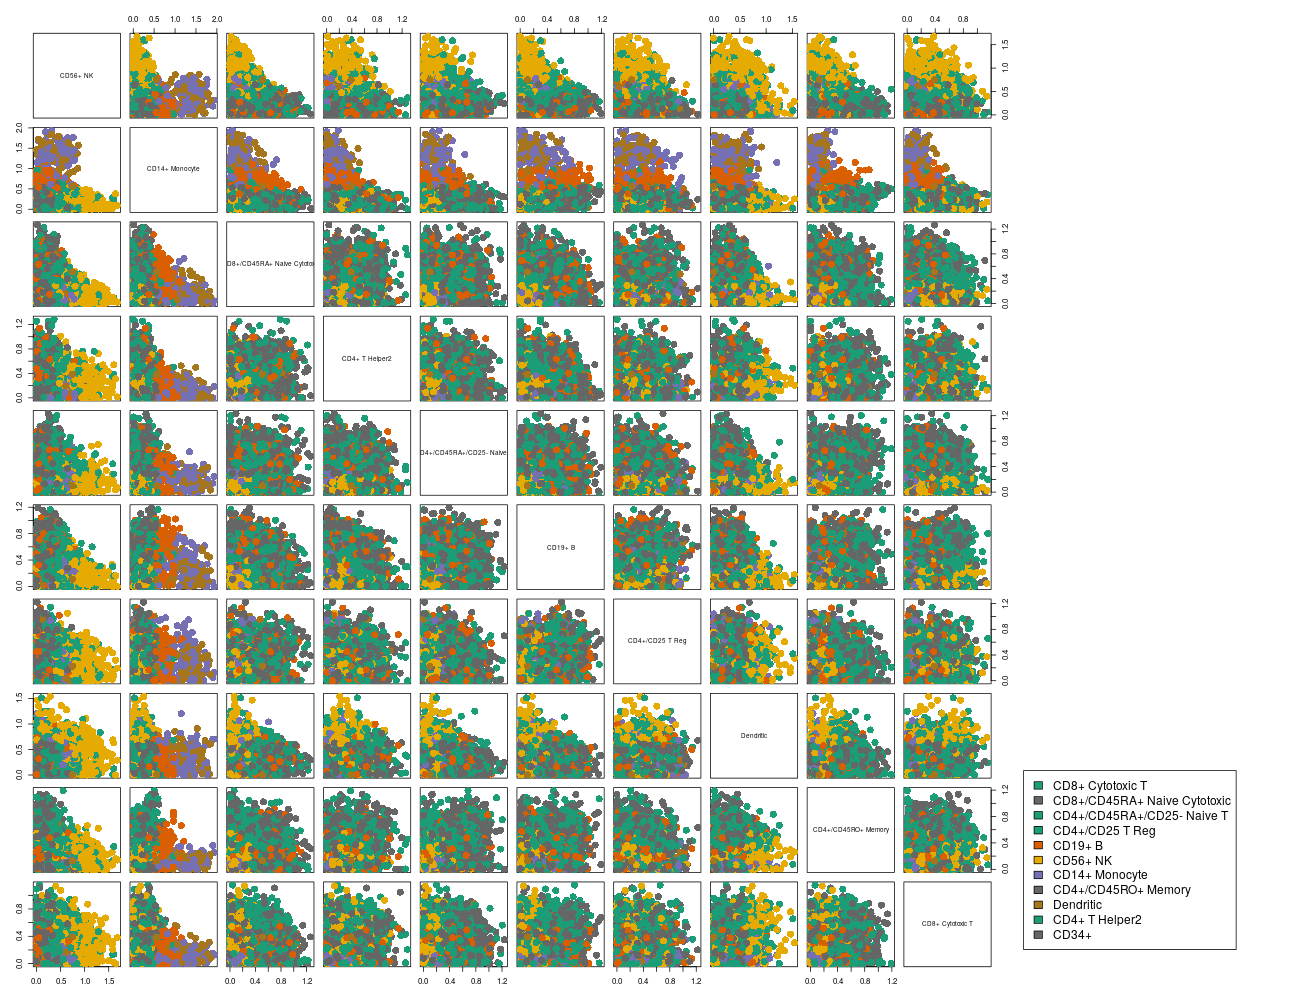 0.0 0.5 1.0 1.5 2.0 0.0 0.4 0.8 1.2 0.0 0.4 0.8 1.2 0.0 0.5 1.0 1.5 0.0 0.4 0.8
CD56+ NK
0.0 0.5 1.0 1.5
0.0 0.5 1.0 1.5 2.0
CD14+ Monocyte
D8+/CD45RA+ Naive Cytoto
0.0 0.4 0.8 1.2
0.0 0.4 0.8 1.2
CD4+ T Helper2
D4+/CD45RA+/CD25- Naive
0.0 0.4 0.8 1.2
0.0 0.4 0.8 1.2
CD19+ B
CD4+/CD25 T Reg
0.0 0.4 0.8 1.2
0.0 0.5 1.0 1.5
Dendritic
CD4+/CD45RO+ Memory
0.0 0.4 0.8 1.2
0.0 0.4 0.8
CD8+ Cytotoxic T
0.0 0.5 1.0 1.5 0.0 0.4 0.8 1.2 0.0 0.4 0.8 1.2 0.0 0.4 0.8 1.2 0.0 0.4 0.8 1.2
CD8+ Cytotoxic T
CD8+/CD45RA+ Naive Cytotoxic
CD4+/CD45RA+/CD25- Naive T
CD4+/CD25 T Reg
CD19+ B
CD56+ NK
CD14+ Monocyte
CD4+/CD45RO+ Memory
Dendritic
CD4+ T Helper2
CD34+